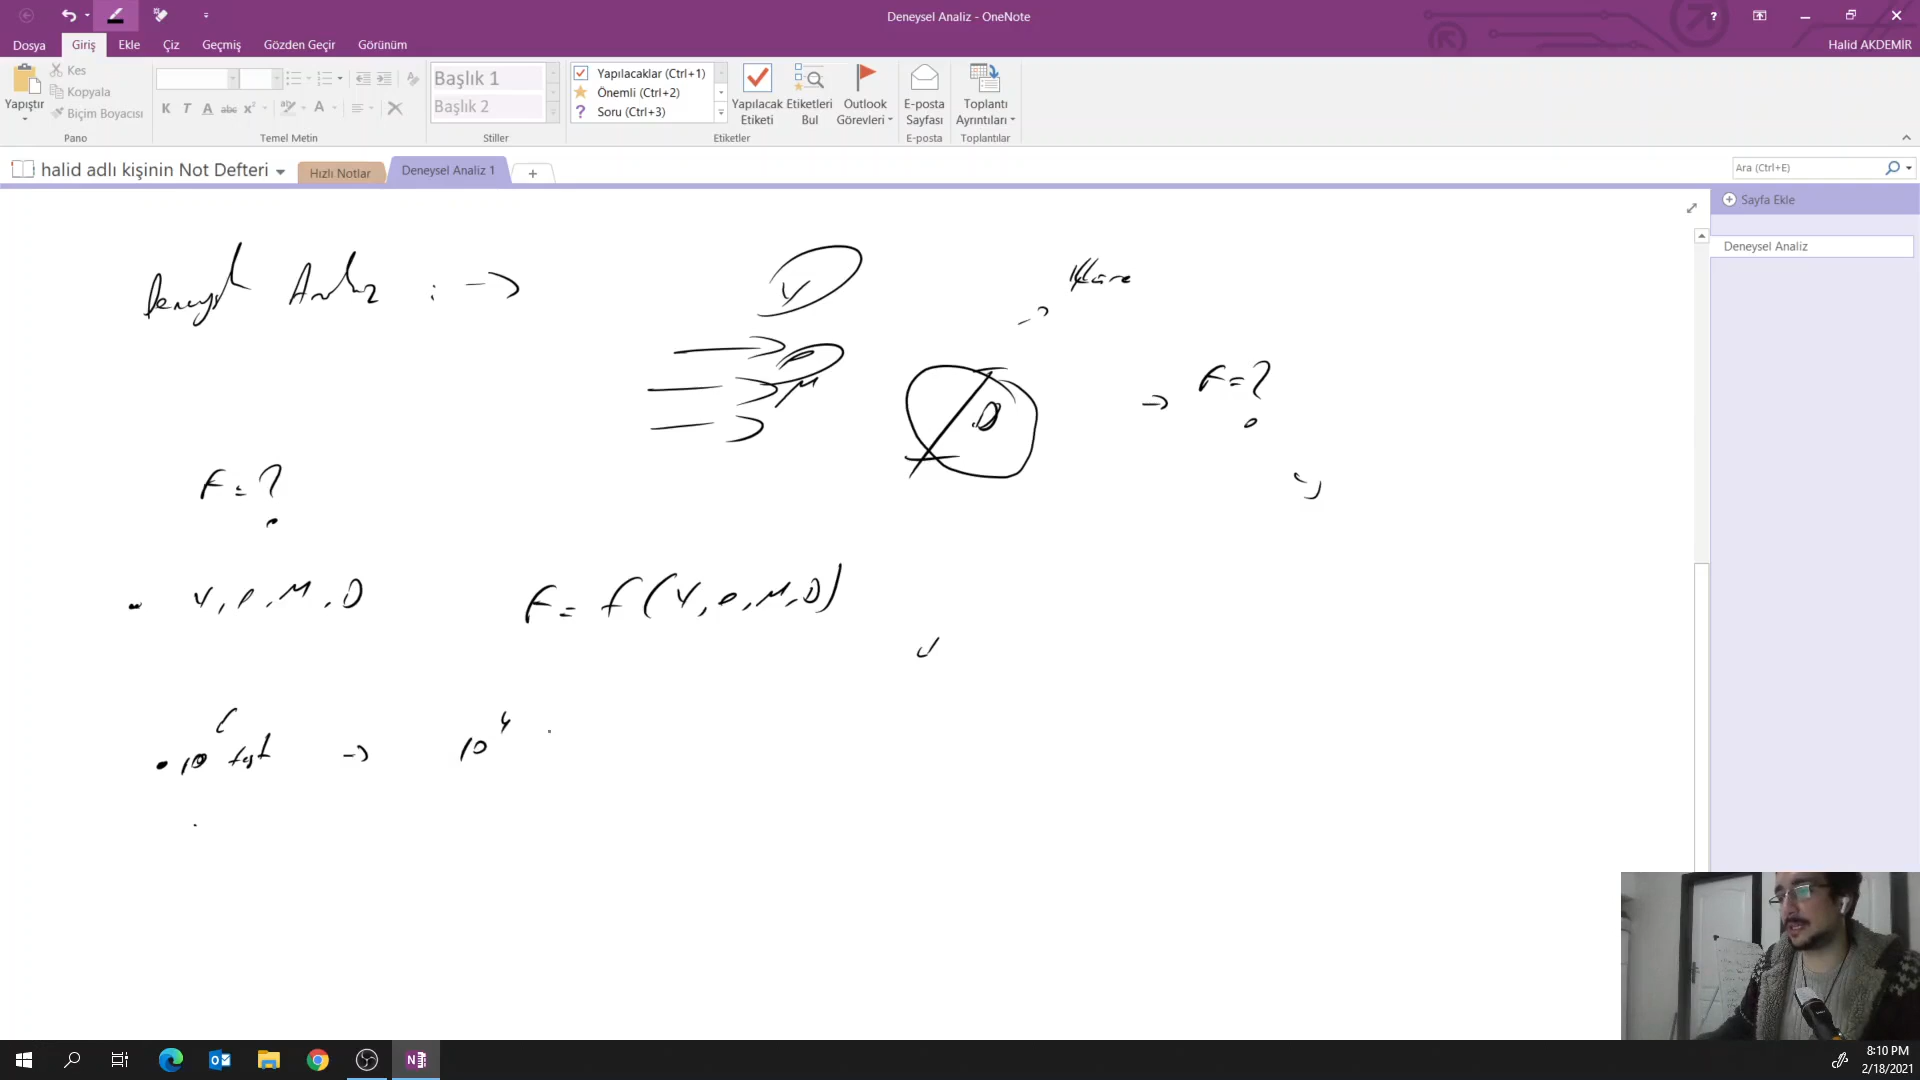 Deneysel Analiz - OneNote
Halid AKDEMİR
Dosya Giriş Ekle Çiz Geçmiş Gözden Geçir Görünüm
Yapıştır
Kes
Kopyala
Biçim Boyacısı
Pano
K T A abc x² A
Temel Metin
Başlık 1
Başlık 2
Stiller
Yapılacaklar (Ctrl+1)
Önemli (Ctrl+2)
Soru (Ctrl+3)
Yapılacak Etiketi
Etiketleri Bul
Etiketler
Outlook Görevleri
E-posta Sayfası
E-posta
Toplantı Ayrıntıları
Toplantılar
halid adlı kişinin Not Defteri
Hızlı Notlar
Deneysel Analiz 1
Ara (Ctrl+E)
Sayfa Ekle
Deneysel Analiz
Deneysel Analiz : →
V
ρ
μ
D
→ Küre
→ F = ?
F = ?
V, ρ, μ, D
F = f(V, ρ, μ, D)
test → 10⁴
8:10 PM
2/18/2021